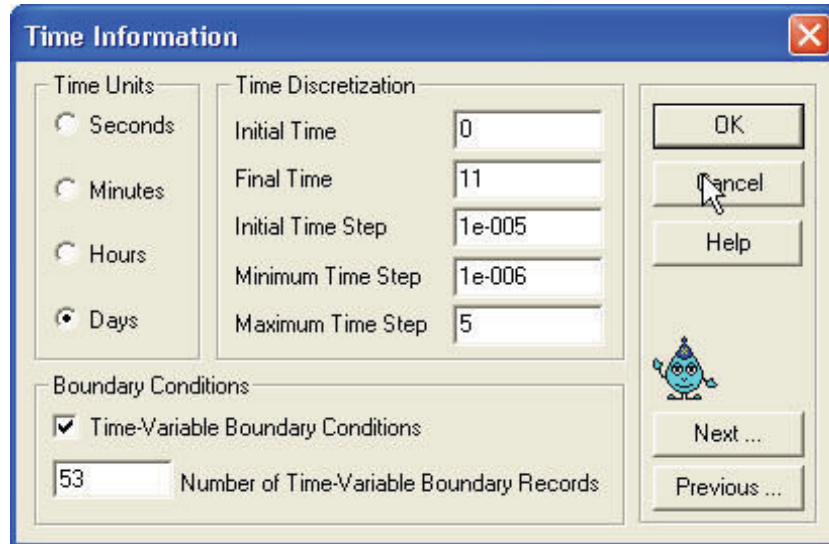 Time Information
Time Units
Seconds
Minutes
Hours
Days
Time Discretization
Initial Time 0
Final Time 11
Initial Time Step 1e-005
Minimum Time Step 1e-006
Maximum Time Step 5
OK
Cancel
Help
Boundary Conditions
Time-Variable Boundary Conditions
53 Number of Time-Variable Boundary Records
Next ...
Previous ...